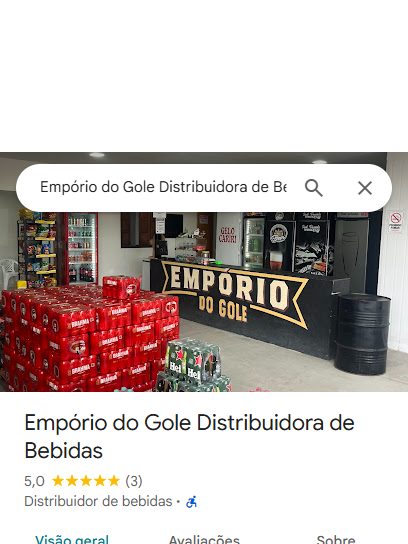 Empório do Gole Distribuidora de Be
GELO
CARIRI
EMPÓRIO
DO GOLE
BRAHMA
Hei
Empório do Gole Distribuidora de
Bebidas
5,0 ★★★★★ (3)
Distribuidor de bebidas ·
Visão geral
Avaliações
Sobre